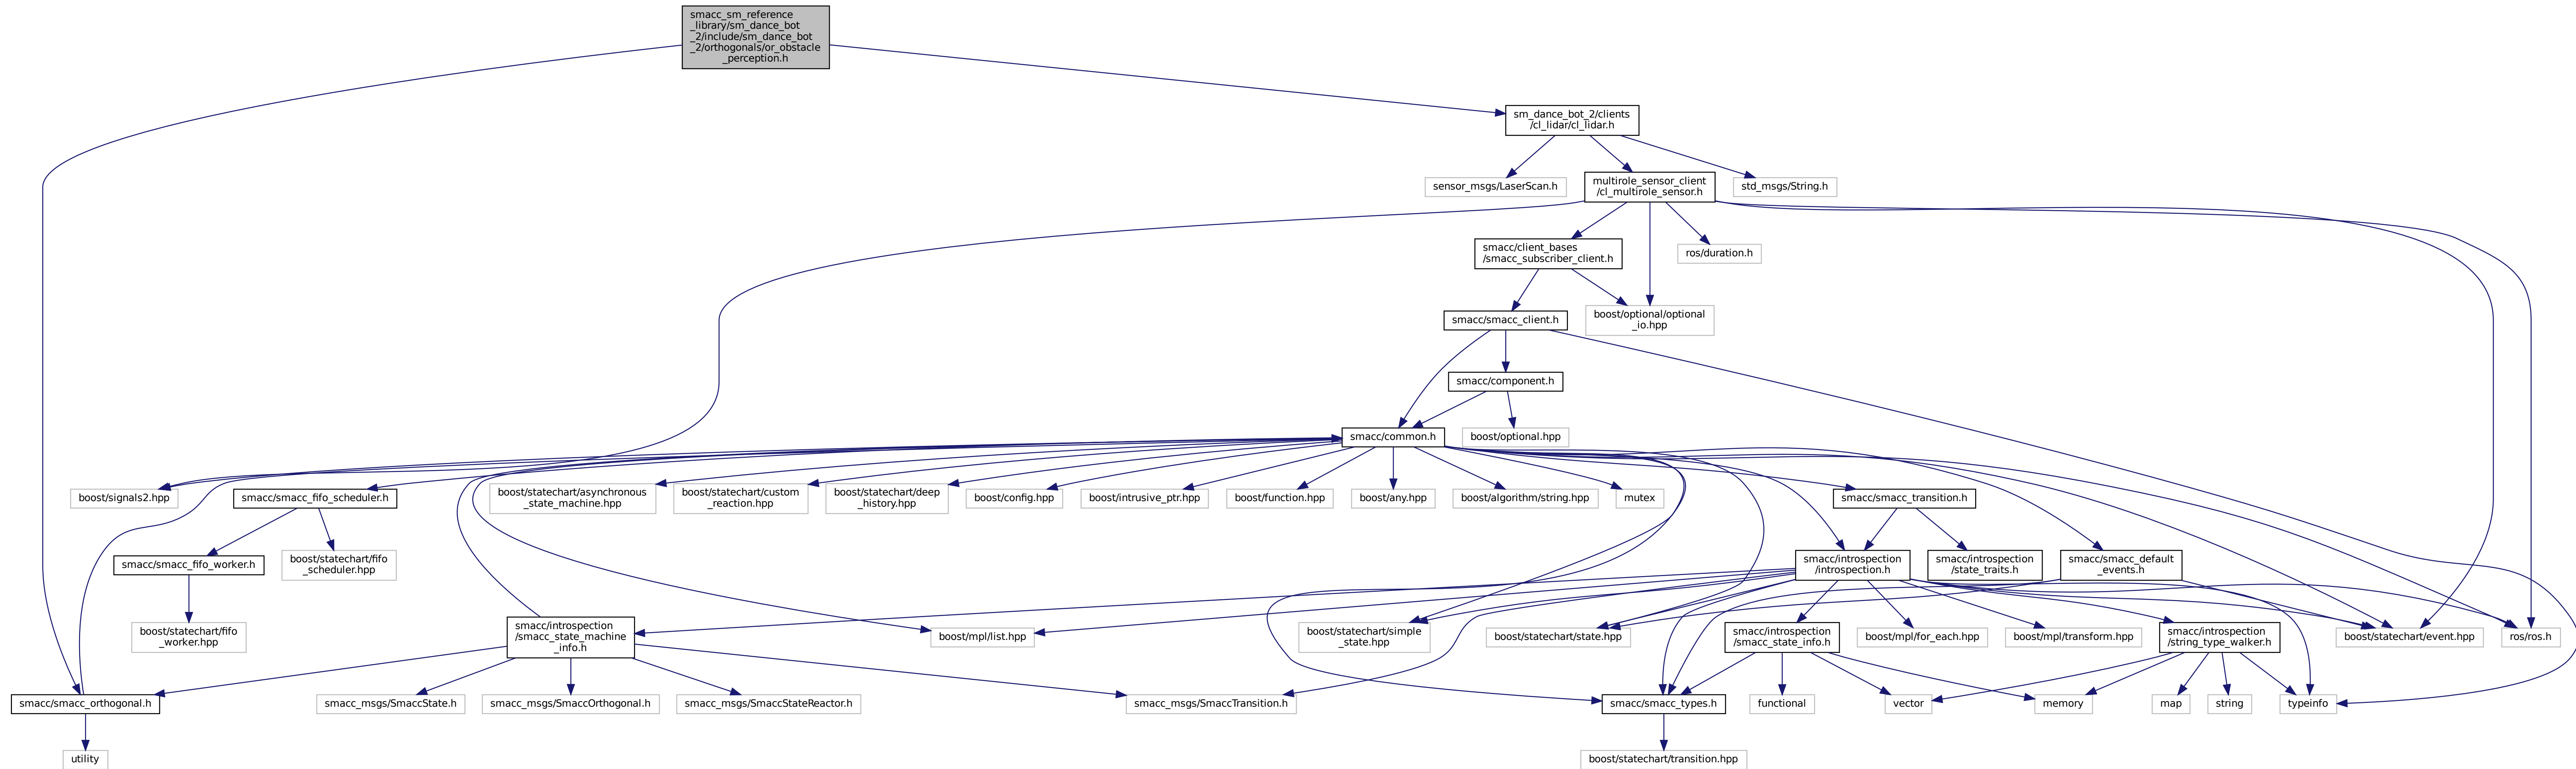 smacc_sm_reference
_library/sm_dance_bot
_2/include/sm_dance_bot
_2/orthogonals/or_obstacle
_perception.h
sm_dance_bot_2/clients
/cl_lidar/cl_lidar.h
sensor_msgs/LaserScan.h
multirole_sensor_client
/cl_multirole_sensor.h
std_msgs/String.h
smacc/client_bases
/smacc_subscriber_client.h
ros/duration.h
smacc/smacc_client.h
boost/optional/optional
_io.hpp
smacc/component.h
smacc/common.h
boost/optional.hpp
boost/signals2.hpp
smacc/smacc_fifo_scheduler.h
boost/statechart/asynchronous
_state_machine.hpp
boost/statechart/custom
_reaction.hpp
boost/statechart/deep
_history.hpp
boost/config.hpp
boost/intrusive_ptr.hpp
boost/function.hpp
boost/any.hpp
boost/algorithm/string.hpp
mutex
smacc/smacc_transition.h
smacc/smacc_fifo_worker.h
boost/statechart/fifo
_scheduler.hpp
smacc/introspection
/introspection.h
smacc/introspection
/state_traits.h
smacc/smacc_default
_events.h
boost/statechart/fifo
_worker.hpp
smacc/introspection
/smacc_state_machine
_info.h
boost/mpl/list.hpp
boost/statechart/simple
_state.hpp
boost/statechart/state.hpp
smacc/introspection
/smacc_state_info.h
boost/mpl/for_each.hpp
boost/mpl/transform.hpp
smacc/introspection
/string_type_walker.h
boost/statechart/event.hpp
ros/ros.h
smacc/smacc_orthogonal.h
smacc_msgs/SmaccState.h
smacc_msgs/SmaccOrthogonal.h
smacc_msgs/SmaccStateReactor.h
smacc_msgs/SmaccTransition.h
smacc/smacc_types.h
functional
vector
memory
map
string
typeinfo
utility
boost/statechart/transition.hpp